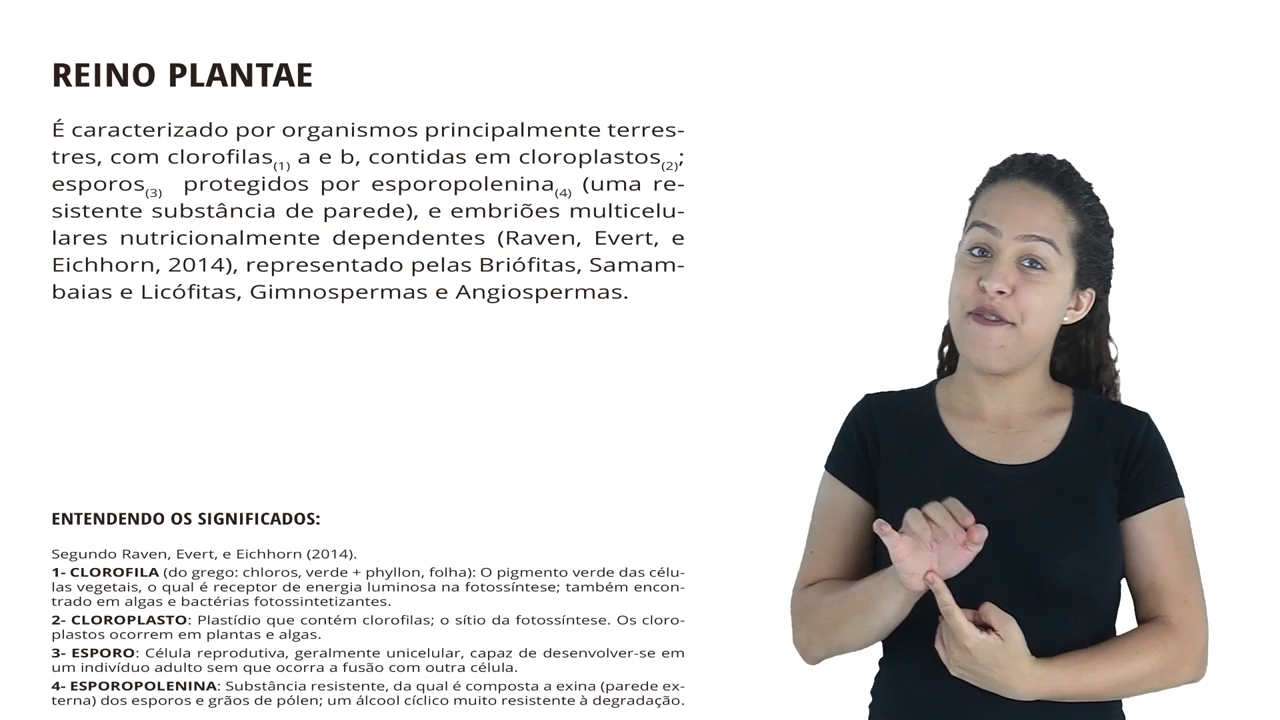 REINO PLANTAE
É caracterizado por organismos principalmente terres-
tres, com clorofilas(1) a e b, contidas em cloroplastos(2);
esporos(3) protegidos por esporopolenina(4) (uma re-
sistente substância de parede), e embriões multicelu-
lares nutricionalmente dependentes (Raven, Evert, e
Eichhorn, 2014), representado pelas Briófitas, Samam-
baias e Licófitas, Gimnospermas e Angiospermas.
ENTENDENDO OS SIGNIFICADOS:
Segundo Raven, Evert, e Eichhorn (2014).
1- CLOROFILA (do grego: chloros, verde + phyllon, folha): O pigmento verde das célu-
las vegetais, o qual é receptor de energia luminosa na fotossíntese; também encon-
trado em algas e bactérias fotossintetizantes.
2- CLOROPLASTO: Plastídio que contém clorofilas; o sítio da fotossíntese. Os cloro-
plastos ocorrem em plantas e algas.
3- ESPORO: Célula reprodutiva, geralmente unicelular, capaz de desenvolver-se em
um indivíduo adulto sem que ocorra a fusão com outra célula.
4- ESPOROPOLENINA: Substância resistente, da qual é composta a exina (parede ex-
terna) dos esporos e grãos de pólen; um álcool cíclico muito resistente à degradação.